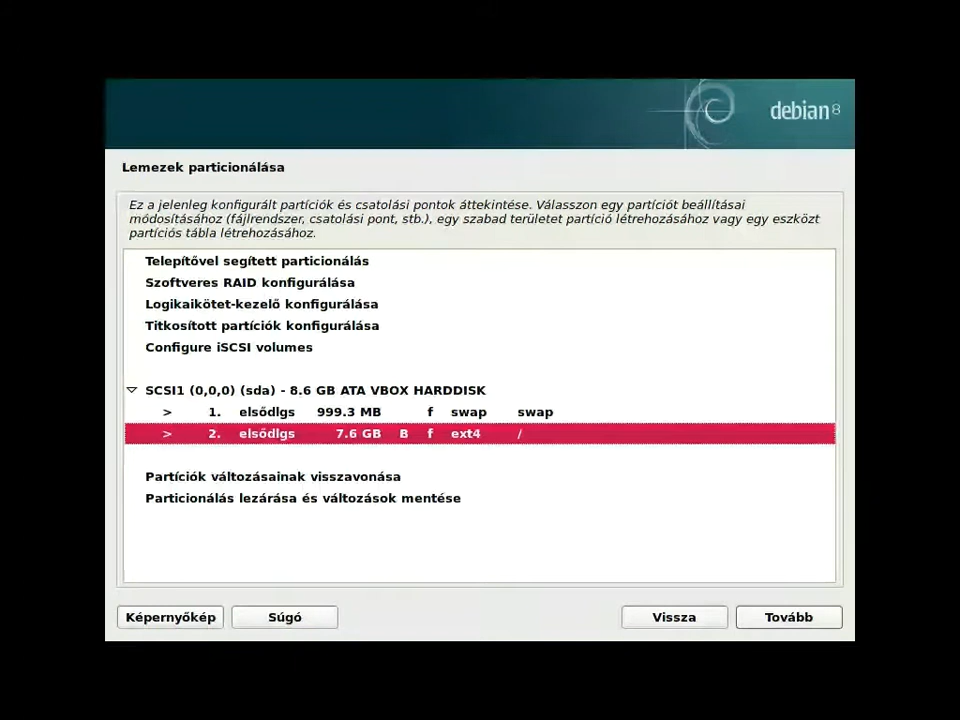 debian 8
Lemezek particionálása
Ez a jelenleg konfigurált partíciók és csatolási pontok áttekintése. Válasszon egy partíciót beállításai
módosításához (fájlrendszer, csatolási pont, stb.), egy szabad területet partíció létrehozásához vagy egy eszközt
partíciós tábla létrehozásához.
Telepítővel segített particionálás
Szoftveres RAID konfigurálása
Logikaikötet-kezelő konfigurálása
Titkosított partíciók konfigurálása
Configure iSCSI volumes
SCSI1 (0,0,0) (sda) - 8.6 GB ATA VBOX HARDDISK
> 1. elsődlgs 999.3 MB f swap swap
> 2. elsődlgs 7.6 GB B f ext4 /
Partíciók változásainak visszavonása
Particionálás lezárása és változások mentése
Képernyőkép Súgó Vissza Tovább